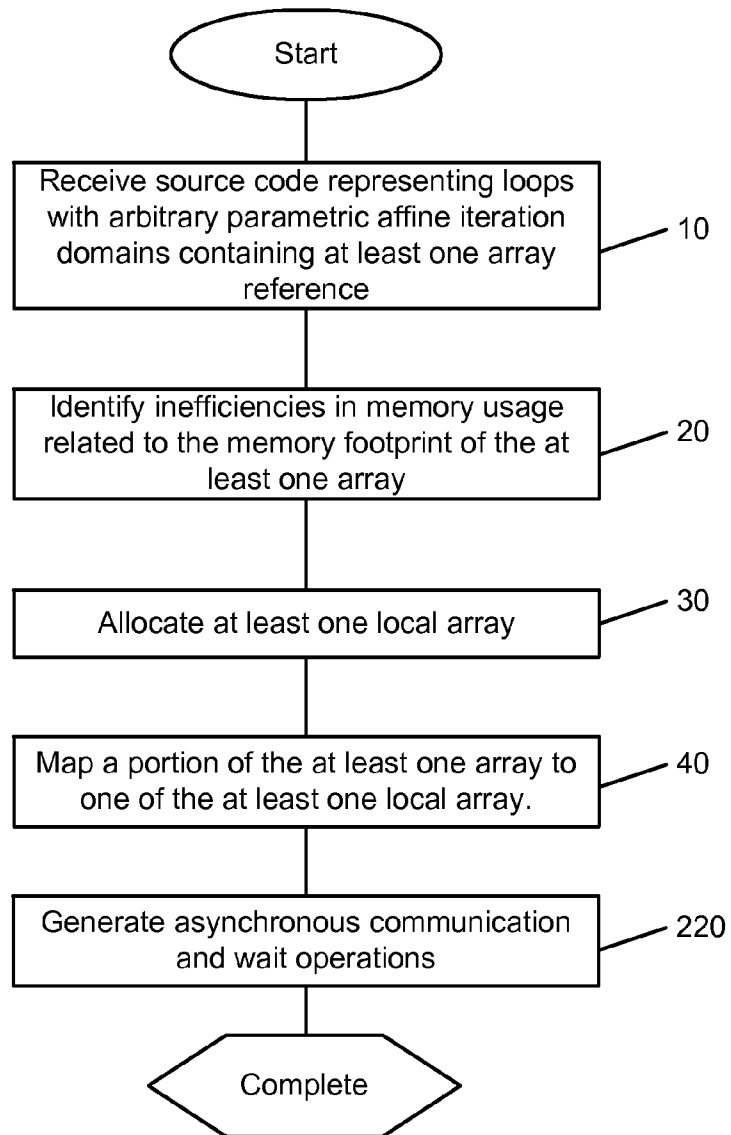 Start
Receive source code representing loops
with arbitrary parametric affine iteration
domains containing at least one array
reference
10
Identify inefficiencies in memory usage
related to the memory footprint of the at
least one array
20
Allocate at least one local array
30
Map a portion of the at least one array to
one of the at least one local array.
40
Generate asynchronous communication
and wait operations
220
Complete